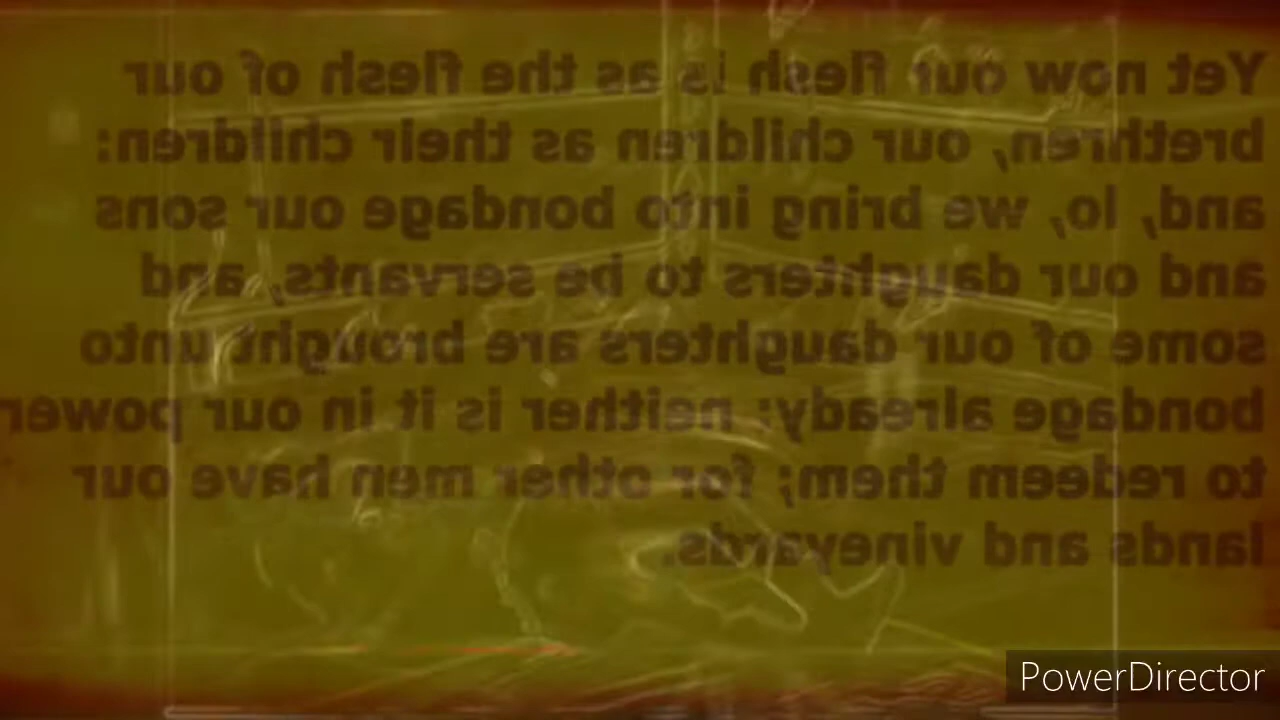 Yet now our flesh is as the flesh of our
brethren, our children as their children:
and, lo, we bring into bondage our sons
and our daughters to be servants, and
some of our daughters are brought unto
bondage already; neither is it in our power
to redeem them; for other men have our
lands and vineyards.
PowerDirector